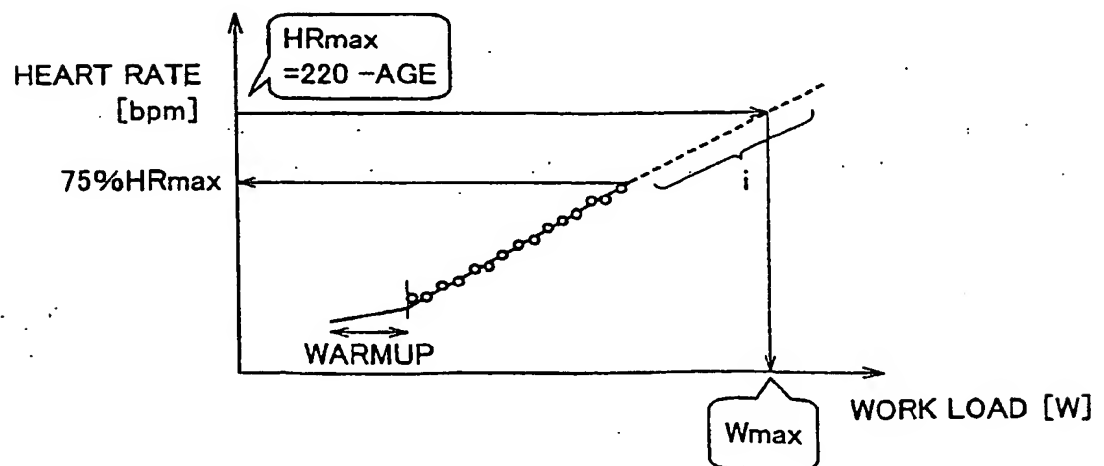 HRmax
=220 -AGE
HEART RATE
[bpm]
75%HRmax
i
WARMUP
WORK LOAD [W]
Wmax